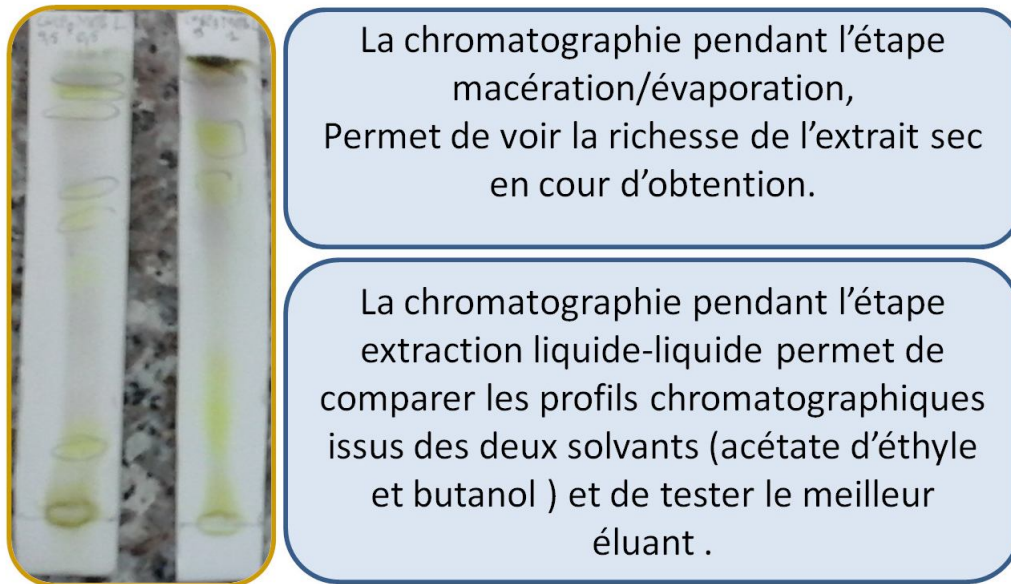 La chromatographie pendant l’étape
macération/évaporation,
Permet de voir la richesse de l’extrait sec
en cour d’obtention.
La chromatographie pendant l’étape
extraction liquide-liquide permet de
comparer les profils chromatographiques
issus des deux solvants (acétate d’éthyle
et butanol ) et de tester le meilleur
éluant .